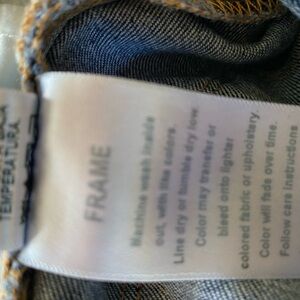 FRAME
Machine wash inside
out, with like colors.
Line dry or tumble dry low.
Color may transfer or
bleed onto lighter
colored fabric or upholstery.
Color will fade over time.
Follow care instructions
TEMPERATURA